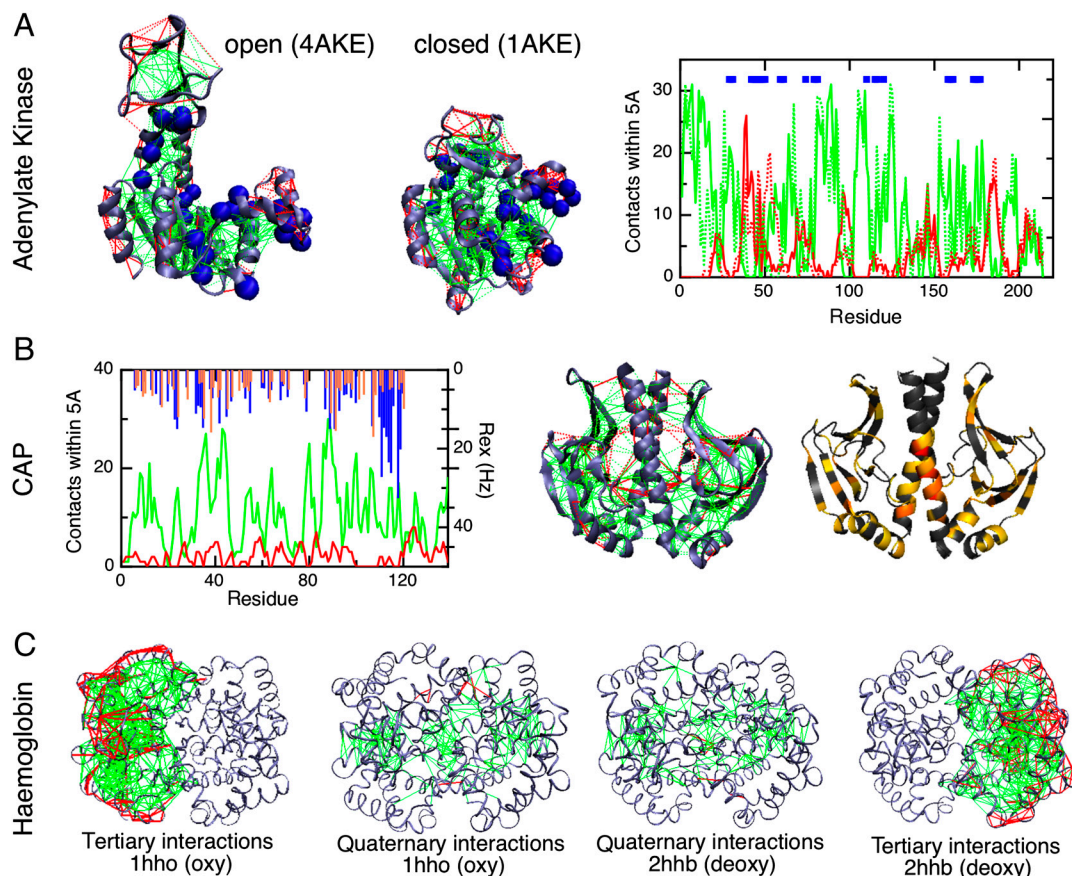 A
Adenylate Kinase
open (4AKE)
closed (1AKE)
Contacts within 5A
30
20
10
0
0 50 100 150 200
Residue
B
CAP
Contacts within 5A
40
20
0
0 40 80 120
Residue
0
10
20
30
40
Rex (Hz)
C
Haemoglobin
Tertiary interactions
1hho (oxy)
Quaternary interactions
1hho (oxy)
Quaternary interactions
2hhb (deoxy)
Tertiary interactions
2hhb (deoxy)